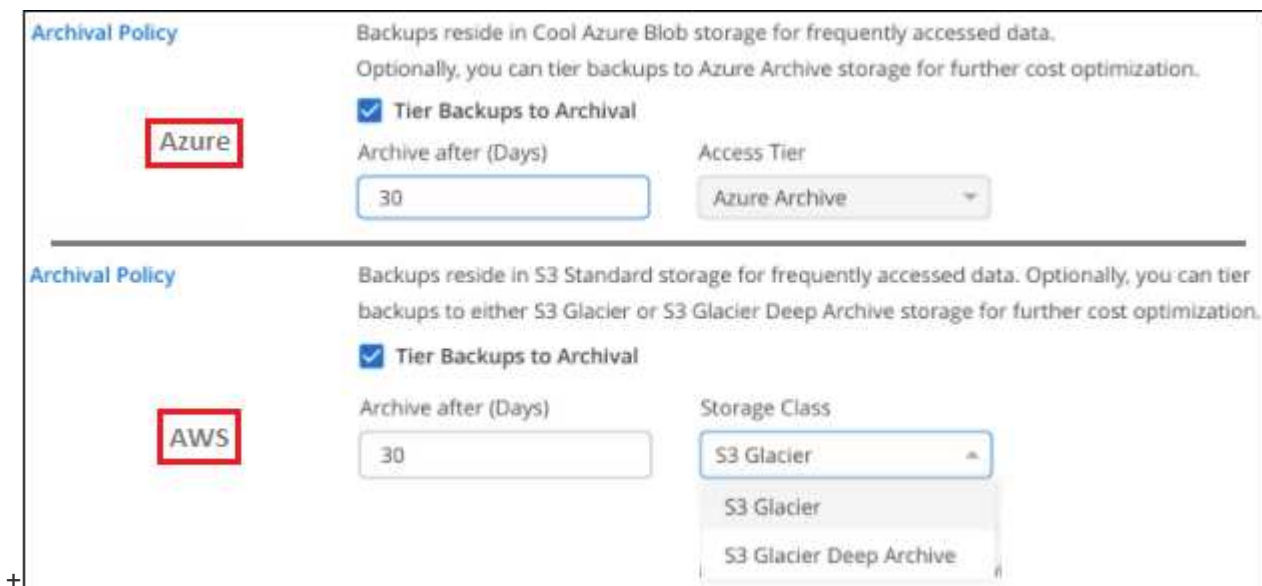 Archival Policy
Backups reside in Cool Azure Blob storage for frequently accessed data.
Optionally, you can tier backups to Azure Archive storage for further cost optimization.
Tier Backups to Archival
Azure
Archive after (Days)
Access Tier
30
Azure Archive
Archival Policy
Backups reside in S3 Standard storage for frequently accessed data. Optionally, you can tier
backups to either S3 Glacier or S3 Glacier Deep Archive storage for further cost optimization.
Tier Backups to Archival
AWS
Archive after (Days)
Storage Class
30
S3 Glacier
S3 Glacier
S3 Glacier Deep Archive
+